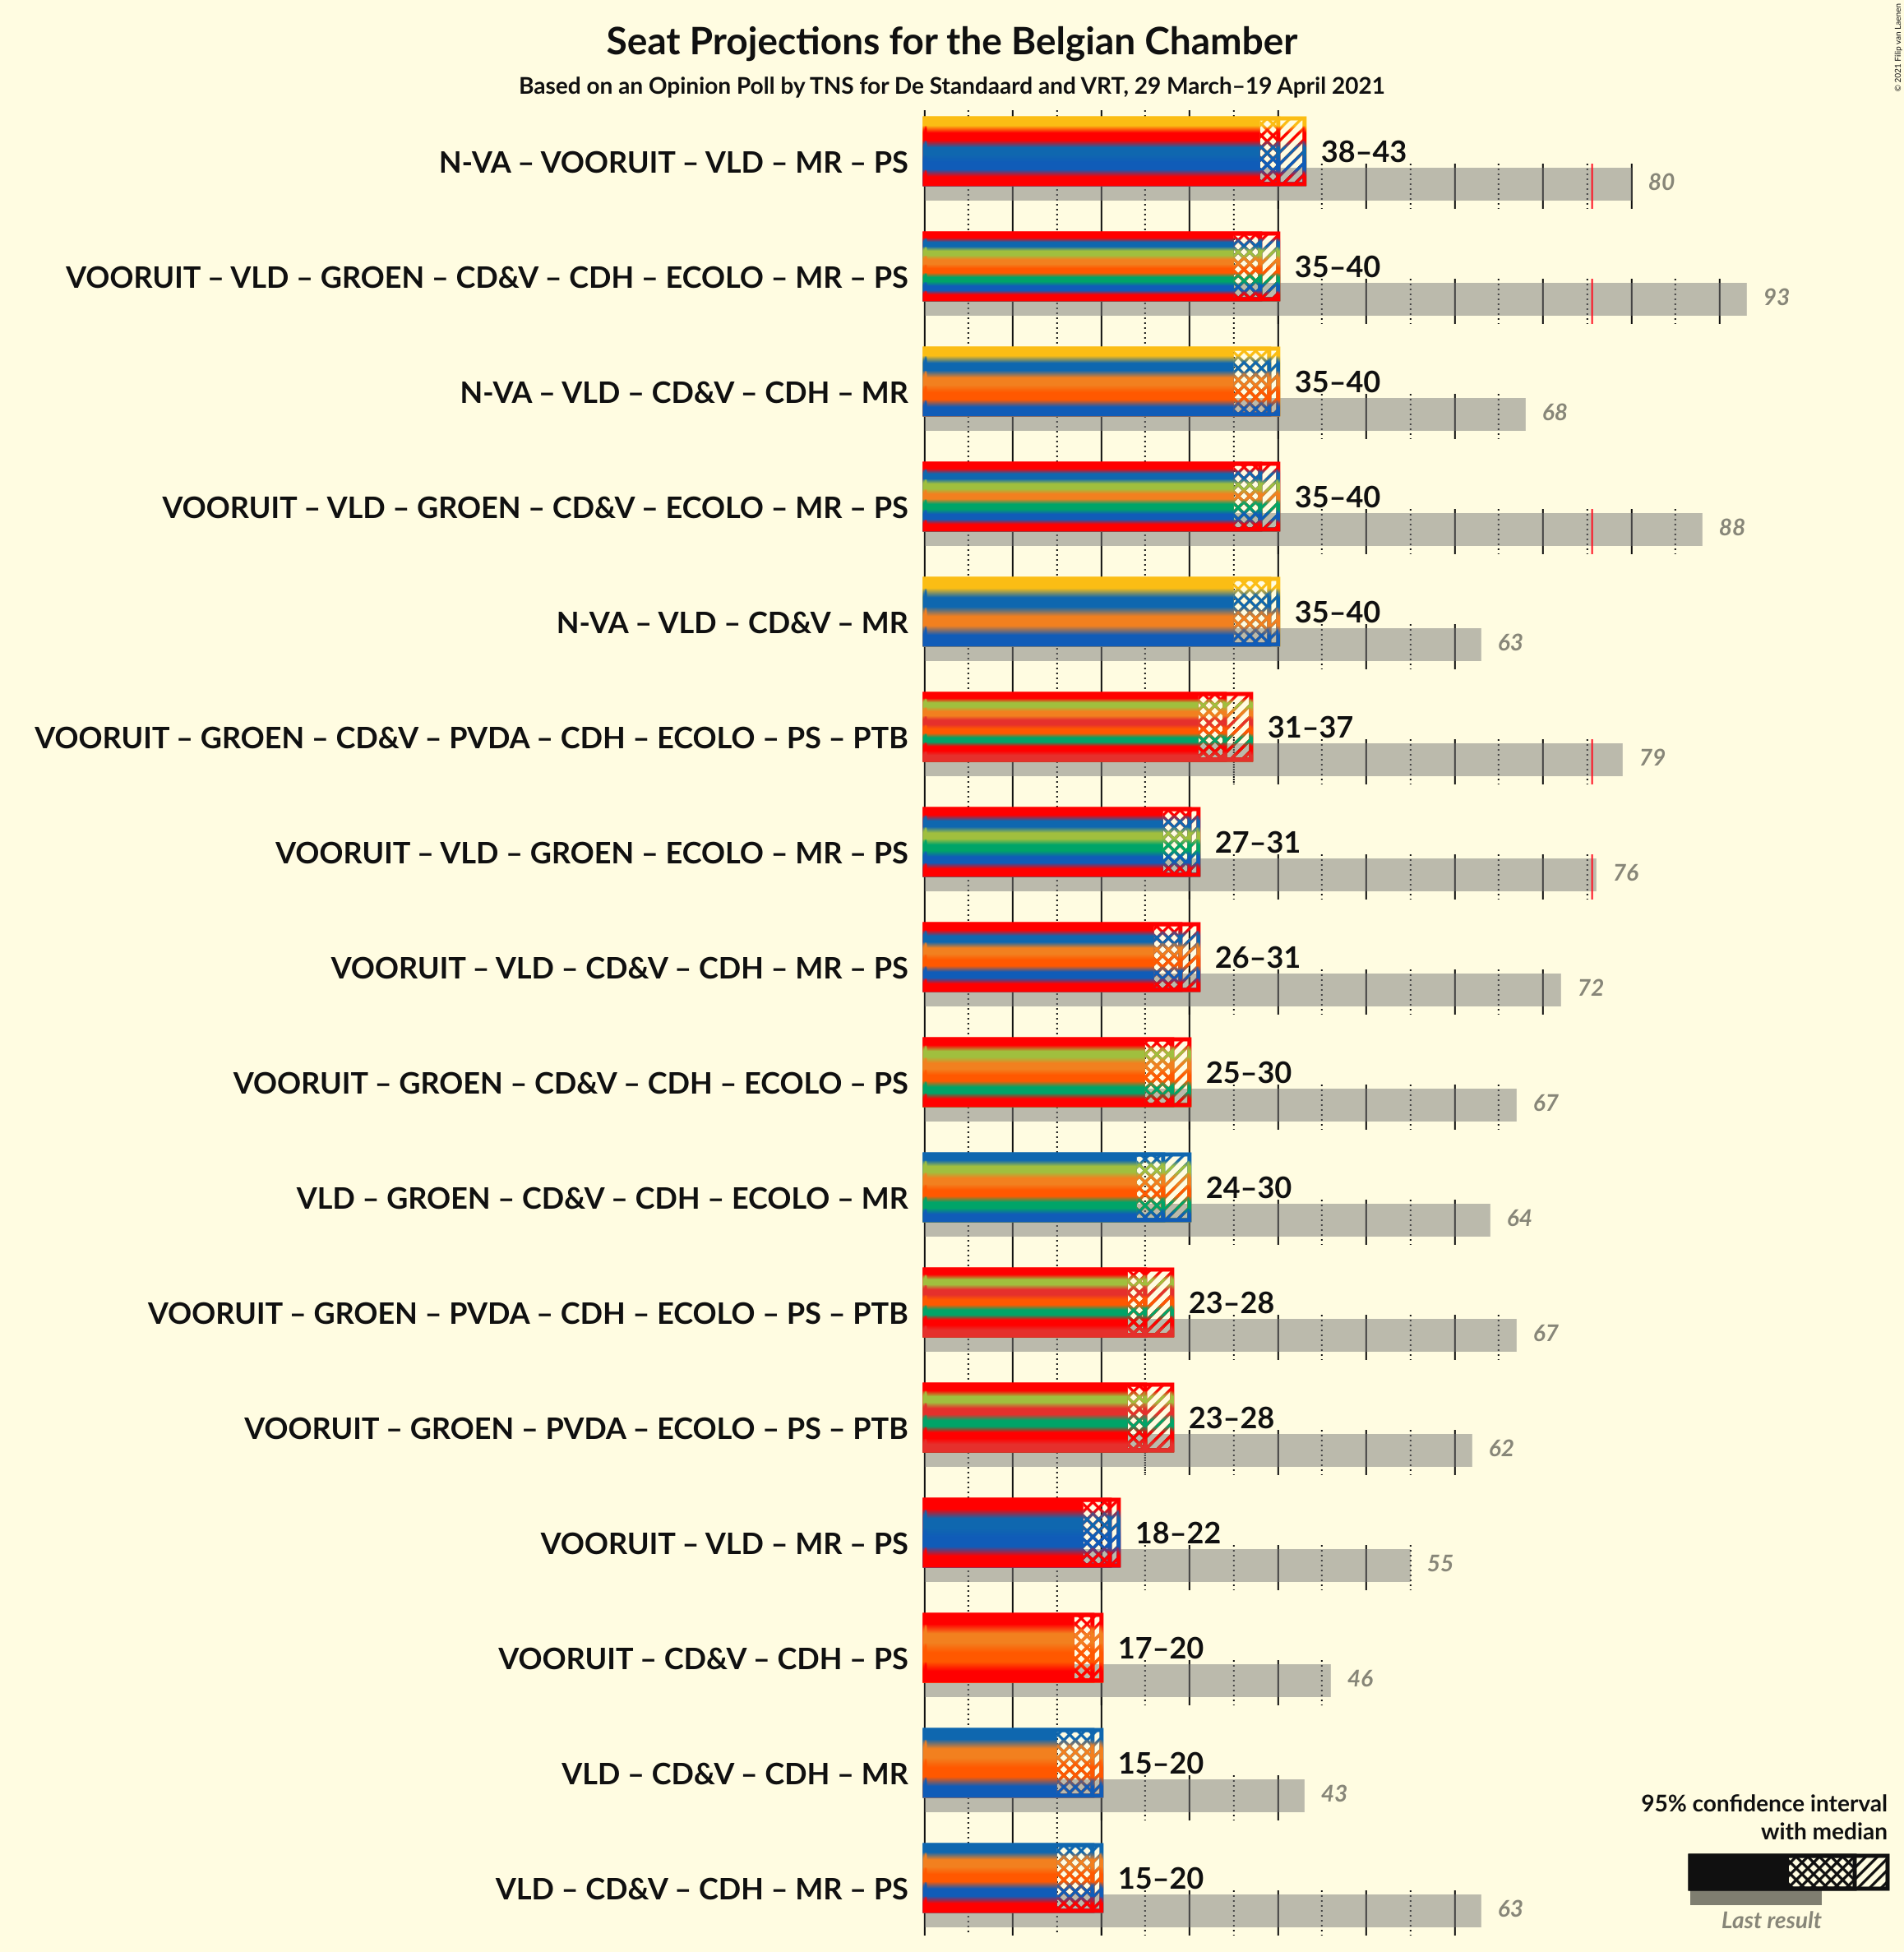 Seat Projections for the Belgian Chamber
Based on an Opinion Poll by TNS for De Standaard and VRT, 29 March–19 April 2021
© 2021 Filip van Laenen
N-VA – VOORUIT – VLD – MR – PS 38–43 80
VOORUIT – VLD – GROEN – CD&V – CDH – ECOLO – MR – PS 35–40 93
N-VA – VLD – CD&V – CDH – MR 35–40 68
VOORUIT – VLD – GROEN – CD&V – ECOLO – MR – PS 35–40 88
N-VA – VLD – CD&V – MR 35–40 63
VOORUIT – GROEN – CD&V – PVDA – CDH – ECOLO – PS – PTB 31–37 79
VOORUIT – VLD – GROEN – ECOLO – MR – PS 27–31 76
VOORUIT – VLD – CD&V – CDH – MR – PS 26–31 72
VOORUIT – GROEN – CD&V – CDH – ECOLO – PS 25–30 67
VLD – GROEN – CD&V – CDH – ECOLO – MR 24–30 64
VOORUIT – GROEN – PVDA – CDH – ECOLO – PS – PTB 23–28 67
VOORUIT – GROEN – PVDA – ECOLO – PS – PTB 23–28 62
VOORUIT – VLD – MR – PS 18–22 55
VOORUIT – CD&V – CDH – PS 17–20 46
VLD – CD&V – CDH – MR 15–20 43
VLD – CD&V – CDH – MR – PS 15–20 63
95% confidence interval
with median
Last result